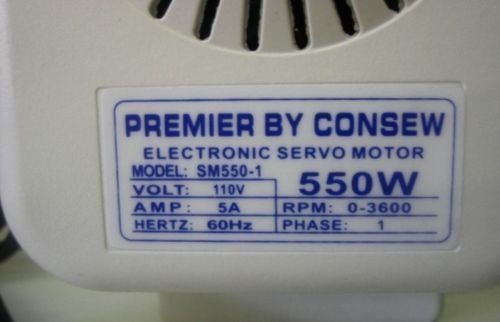 PREMIER BY CONSEW
ELECTRONIC SERVO MOTOR
MODEL: SM550-1
550W
VOLT: 110V
AMP: 5A RPM: 0-3600
HERTZ: 60Hz PHASE: 1